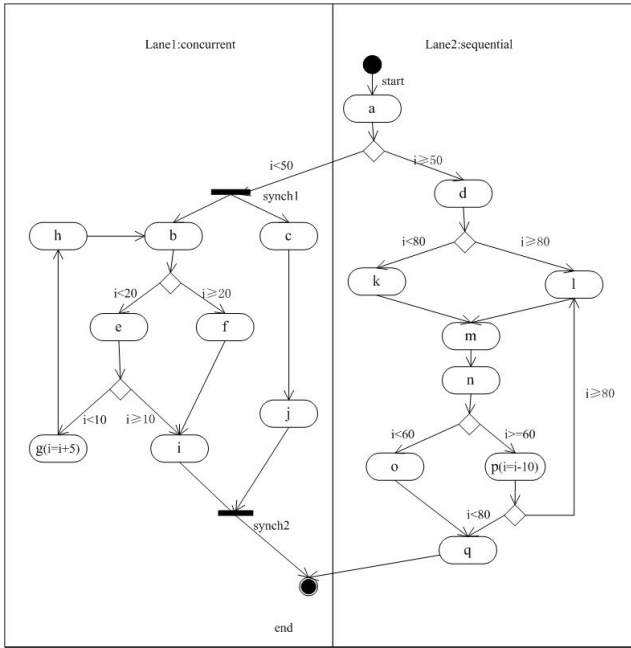 Lane1:concurrent
Lane2:sequential
start
a
i<50
i≥50
synch1
d
h
b
c
i<80
i≥80
k
l
i<20
i≥20
e
f
m
n
i≥80
i<10
i≥10
j
i<60
i>=60
g(i=i+5)
i
o
p(i=i-10)
i<80
synch2
q
end